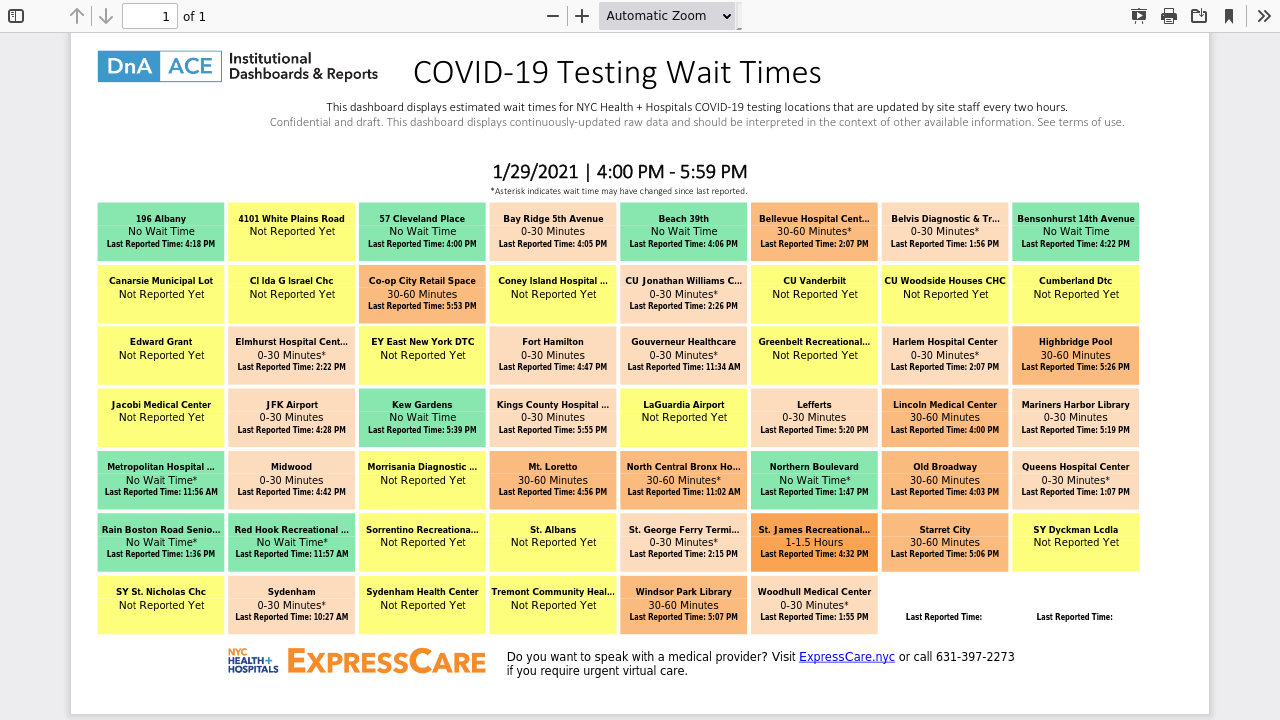 1
of 1
Automatic Zoom
DnA ACE Institutional
Dashboards & Reports
COVID-19 Testing Wait Times
This dashboard displays estimated wait times for NYC Health + Hospitals COVID-19 testing locations that are updated by site staff every two hours.
Confidential and draft. This dashboard displays continuously-updated raw data and should be interpreted in the context of other available information. See terms of use.
1/29/2021 | 4:00 PM - 5:59 PM
*Asterisk indicates wait time may have changed since last reported.
196 Albany
No Wait Time
Last Reported Time: 4:18 PM
4101 White Plains Road
Not Reported Yet
57 Cleveland Place
No Wait Time
Last Reported Time: 4:00 PM
Bay Ridge 5th Avenue
0-30 Minutes
Last Reported Time: 4:05 PM
Beach 39th
No Wait Time
Last Reported Time: 4:06 PM
Bellevue Hospital Cent...
30-60 Minutes*
Last Reported Time: 2:07 PM
Belvis Diagnostic & Tr...
0-30 Minutes*
Last Reported Time: 1:56 PM
Bensonhurst 14th Avenue
No Wait Time
Last Reported Time: 4:22 PM
Canarsie Municipal Lot
Not Reported Yet
CI Ida G Israel Chc
Not Reported Yet
Co-op City Retail Space
30-60 Minutes
Last Reported Time: 5:53 PM
Coney Island Hospital ...
Not Reported Yet
CU Jonathan Williams C...
0-30 Minutes*
Last Reported Time: 2:26 PM
CU Vanderbilt
Not Reported Yet
CU Woodside Houses CHC
Not Reported Yet
Cumberland Dtc
Not Reported Yet
Edward Grant
Not Reported Yet
Elmhurst Hospital Cent...
0-30 Minutes*
Last Reported Time: 2:22 PM
EY East New York DTC
Not Reported Yet
Fort Hamilton
0-30 Minutes
Last Reported Time: 4:47 PM
Gouverneur Healthcare
0-30 Minutes*
Last Reported Time: 11:34 AM
Greenbelt Recreational...
Not Reported Yet
Harlem Hospital Center
0-30 Minutes*
Last Reported Time: 2:07 PM
Highbridge Pool
30-60 Minutes
Last Reported Time: 5:26 PM
Jacobi Medical Center
Not Reported Yet
JFK Airport
0-30 Minutes
Last Reported Time: 4:28 PM
Kew Gardens
No Wait Time
Last Reported Time: 5:39 PM
Kings County Hospital ...
0-30 Minutes
Last Reported Time: 5:55 PM
LaGuardia Airport
Not Reported Yet
Lefferts
0-30 Minutes
Last Reported Time: 5:20 PM
Lincoln Medical Center
30-60 Minutes
Last Reported Time: 4:00 PM
Mariners Harbor Library
0-30 Minutes
Last Reported Time: 5:19 PM
Metropolitan Hospital ...
No Wait Time*
Last Reported Time: 11:56 AM
Midwood
0-30 Minutes
Last Reported Time: 4:42 PM
Morrisania Diagnostic ...
Not Reported Yet
Mt. Loretto
30-60 Minutes
Last Reported Time: 4:56 PM
North Central Bronx Ho...
30-60 Minutes*
Last Reported Time: 11:02 AM
Northern Boulevard
No Wait Time*
Last Reported Time: 1:47 PM
Old Broadway
30-60 Minutes
Last Reported Time: 4:03 PM
Queens Hospital Center
0-30 Minutes*
Last Reported Time: 1:07 PM
Rain Boston Road Senio...
No Wait Time*
Last Reported Time: 1:36 PM
Red Hook Recreational ...
No Wait Time*
Last Reported Time: 11:57 AM
Sorrentino Recreationa...
Not Reported Yet
St. Albans
Not Reported Yet
St. George Ferry Termi...
0-30 Minutes*
Last Reported Time: 2:15 PM
St. James Recreational...
1-1.5 Hours
Last Reported Time: 4:32 PM
Starret City
30-60 Minutes
Last Reported Time: 5:06 PM
SY Dyckman Lcdla
Not Reported Yet
SY St. Nicholas Chc
Not Reported Yet
Sydenham
0-30 Minutes*
Last Reported Time: 10:27 AM
Sydenham Health Center
Not Reported Yet
Tremont Community Heal...
Not Reported Yet
Windsor Park Library
30-60 Minutes
Last Reported Time: 5:07 PM
Woodhull Medical Center
0-30 Minutes*
Last Reported Time: 1:55 PM
Last Reported Time:
Last Reported Time:
NYC
HEALTH+
HOSPITALS
EXPRESSCARE
Do you want to speak with a medical provider? Visit ExpressCare.nyc or call 631-397-2273
if you require urgent virtual care.